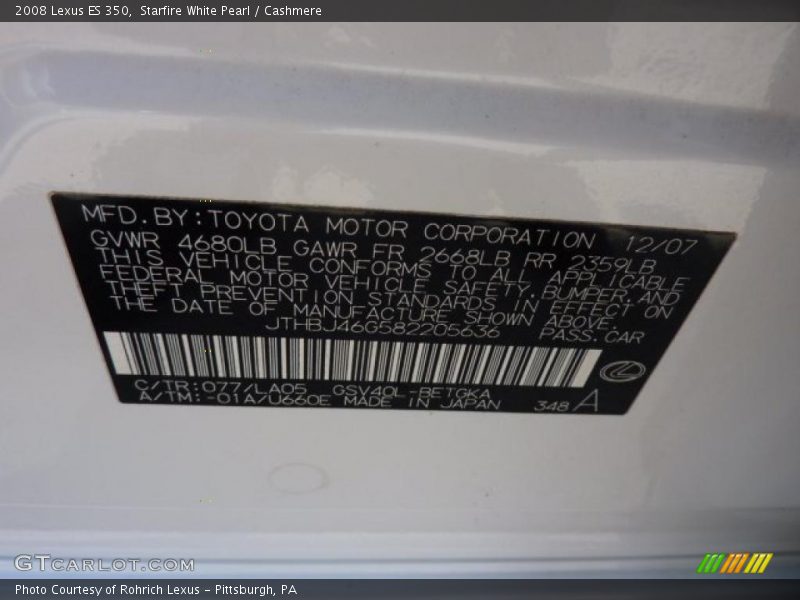 2008 Lexus ES 350, Starfire White Pearl / Cashmere
MFD. BY: TOYOTA MOTOR CORPORATION 12/07
GVWR 4680LB GAWR FR 2668LB RR 2359LB
THIS VEHICLE CONFORMS TO ALL APPLICABLE
FEDERAL MOTOR VEHICLE SAFETY, BUMPER, AND
THEFT PREVENTION STANDARDS IN EFFECT ON
THE DATE OF MANUFACTURE SHOWN ABOVE.
JTHBJ46G582205636 PASS. CAR
C/TR: 077/LA05 GSV40L-BETGKA
A/TM: -01A/U660E MADE IN JAPAN 348 A
GTCARLOT.COM
Photo Courtesy of Rohrich Lexus - Pittsburgh, PA